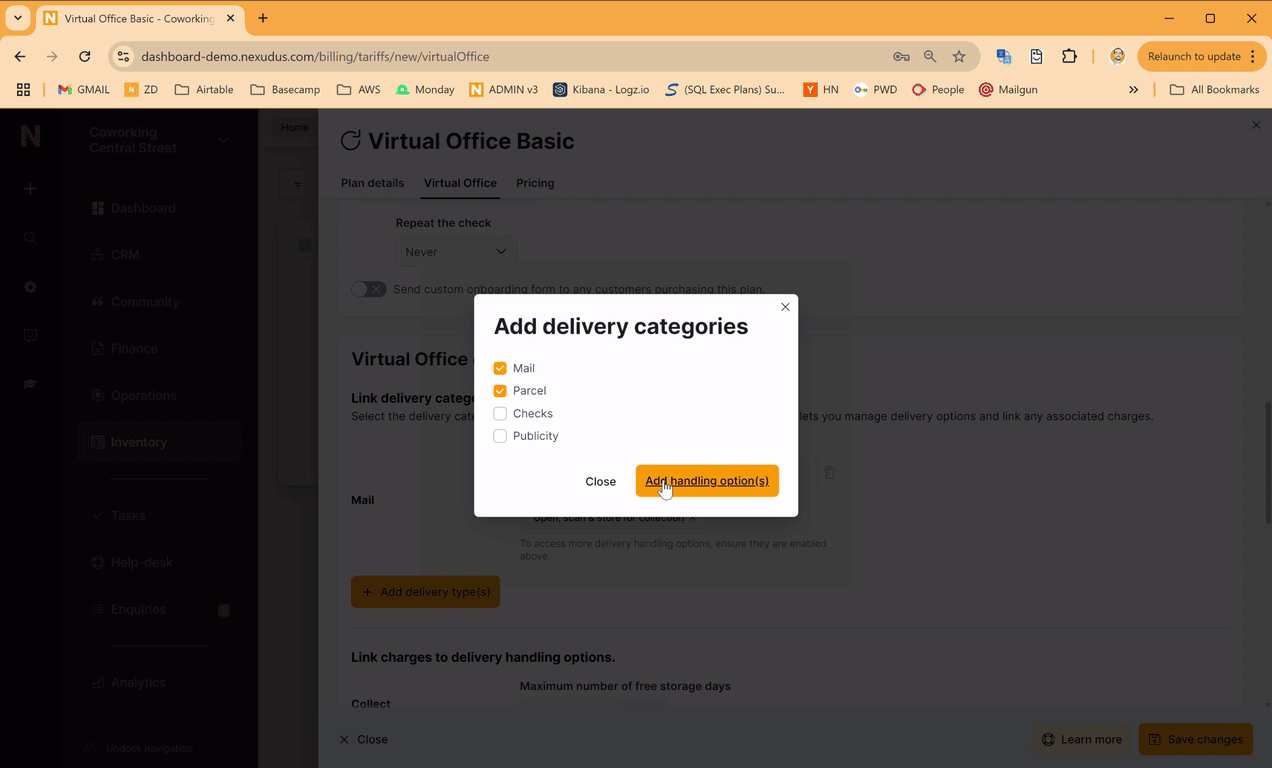 Virtual Office Basic - Coworking
dashboard-demo.nexudus.com/billing/tariffs/new/virtualOffice
Relaunch to update
GMAIL
ZD
Airtable
Basecamp
AWS
Monday
ADMIN v3
Kibana - Logz.io
(SQL Exec Plans) Su...
HN
PWD
People
Mailgun
All Bookmarks
Coworking
Central Street
Dashboard
CRM
Community
Finance
Operations
Inventory
Tasks
Help-desk
Enquiries
Analytics
Undock navigation
Home
Virtual Office Basic
Plan details
Virtual Office
Pricing
Repeat the check
Never
Send custom onboarding form to any customers purchasing this plan.
Virtual Office
Link delivery categ
Select the delivery cate
lets you manage delivery options and link any associated charges.
Mail
Open, scan & store for collection
To access more delivery handling options, ensure they are enabled
above.
+ Add delivery type(s)
Link charges to delivery handling options.
Maximum number of free storage days
Collect
Close
Learn more
Save changes
Add delivery categories
Mail
Parcel
Checks
Publicity
Close
Add handling option(s)